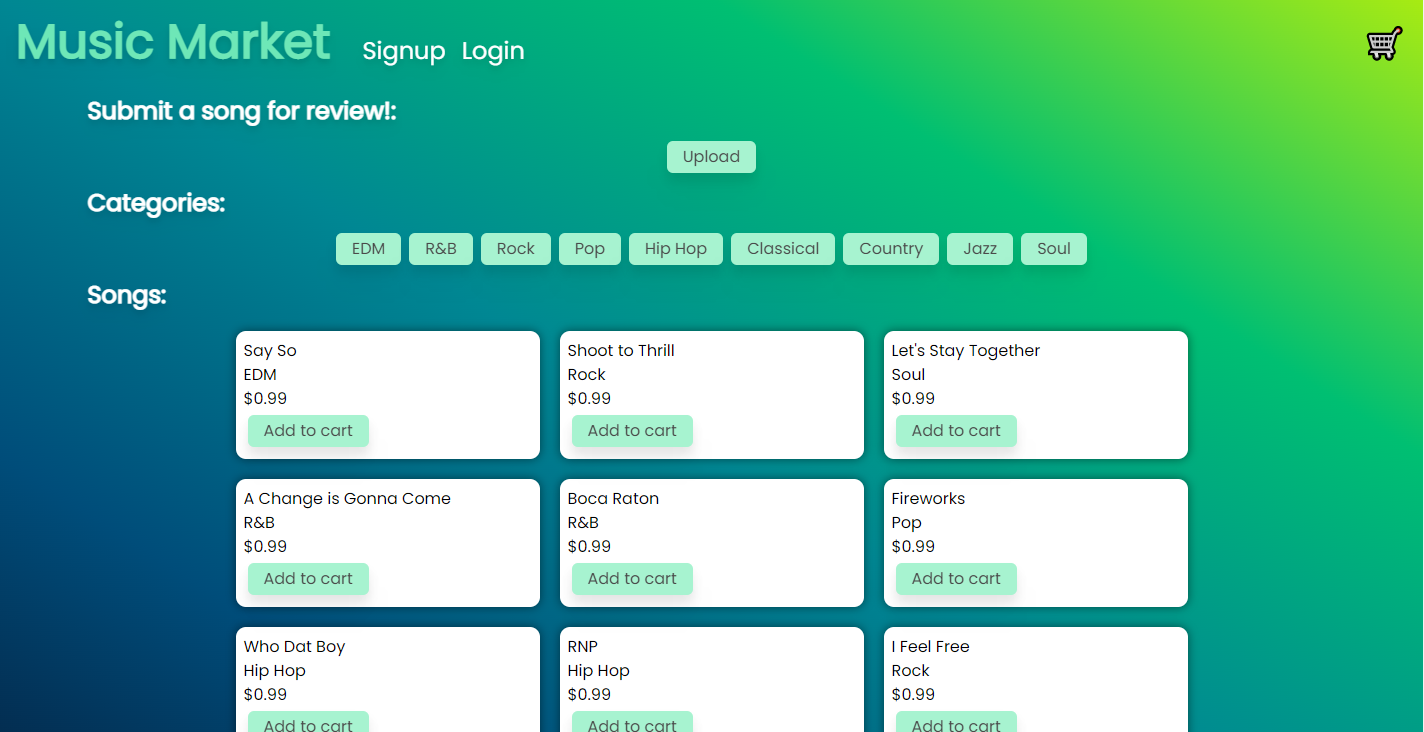 Music Market Signup Login
Submit a song for review!:
Upload
Categories:
EDM R&B Rock Pop Hip Hop Classical Country Jazz Soul
Songs:
Say So
EDM
$0.99
Add to cart
Shoot to Thrill
Rock
$0.99
Add to cart
Let's Stay Together
Soul
$0.99
Add to cart
A Change is Gonna Come
R&B
$0.99
Add to cart
Boca Raton
R&B
$0.99
Add to cart
Fireworks
Pop
$0.99
Add to cart
Who Dat Boy
Hip Hop
$0.99
Add to cart
RNP
Hip Hop
$0.99
Add to cart
I Feel Free
Rock
$0.99
Add to cart